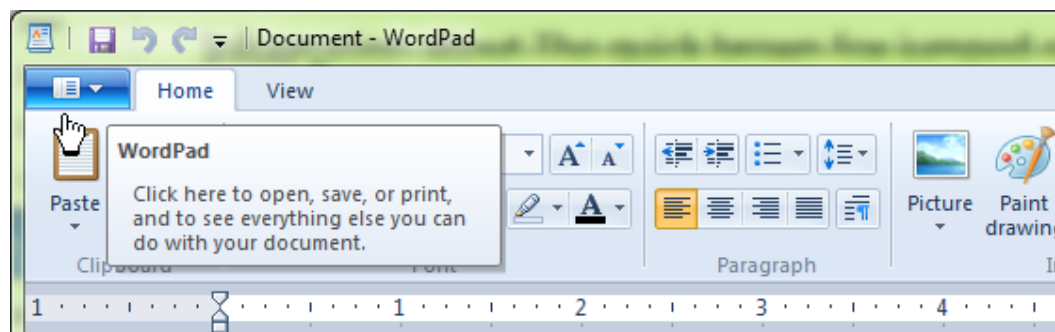 Document - WordPad
Home View
WordPad
Click here to open, save, or print,
and to see everything else you can
do with your document.
A A
A
Paste
Picture Paint
Paragraph
1 1 2 3 4